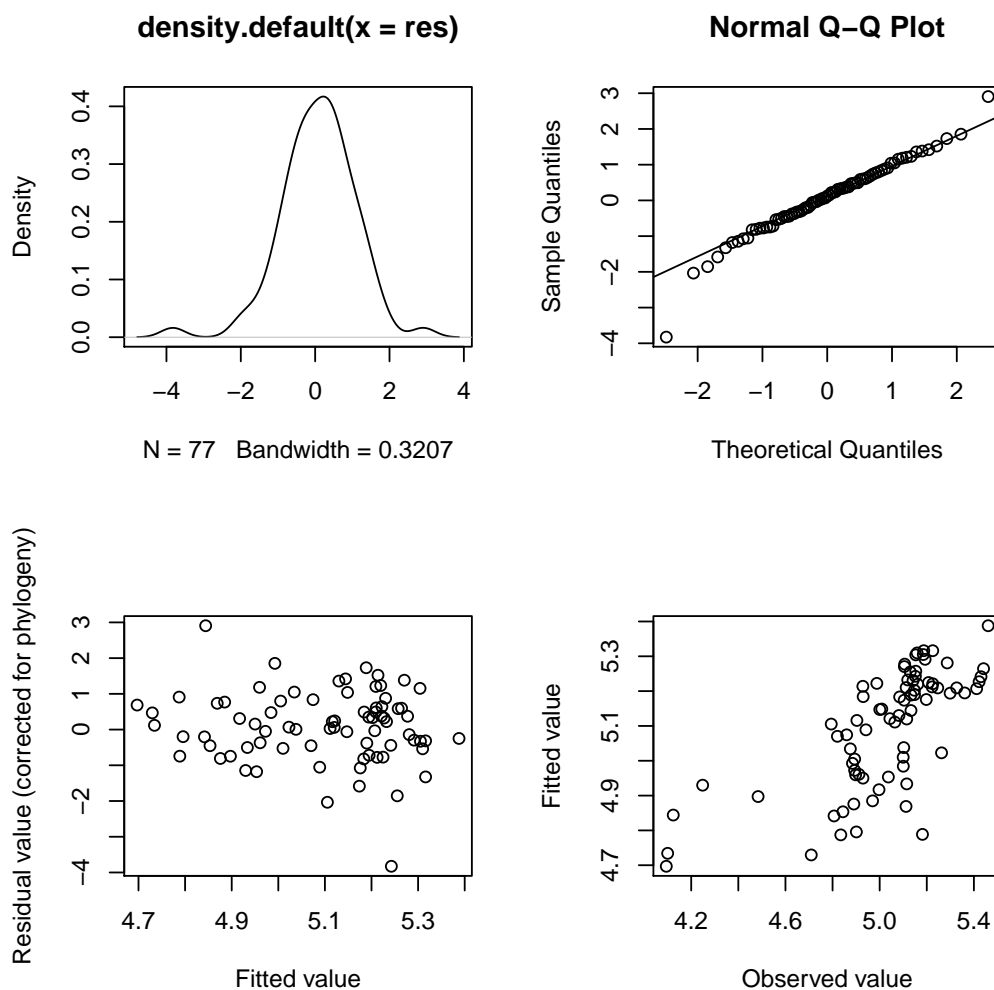 density.default(x = res)
Density
0.0 0.1 0.2 0.3 0.4
−4 −2 0 2 4
N = 77 Bandwidth = 0.3207
Normal Q−Q Plot
Sample Quantiles
−4 −2 0 1 2 3
−2 −1 0 1 2
Theoretical Quantiles
Residual value (corrected for phylogeny)
−4 −2 0 1 2 3
4.7 4.9 5.1 5.3
Fitted value
Fitted value
4.7 4.9 5.1 5.3
4.2 4.6 5.0 5.4
Observed value